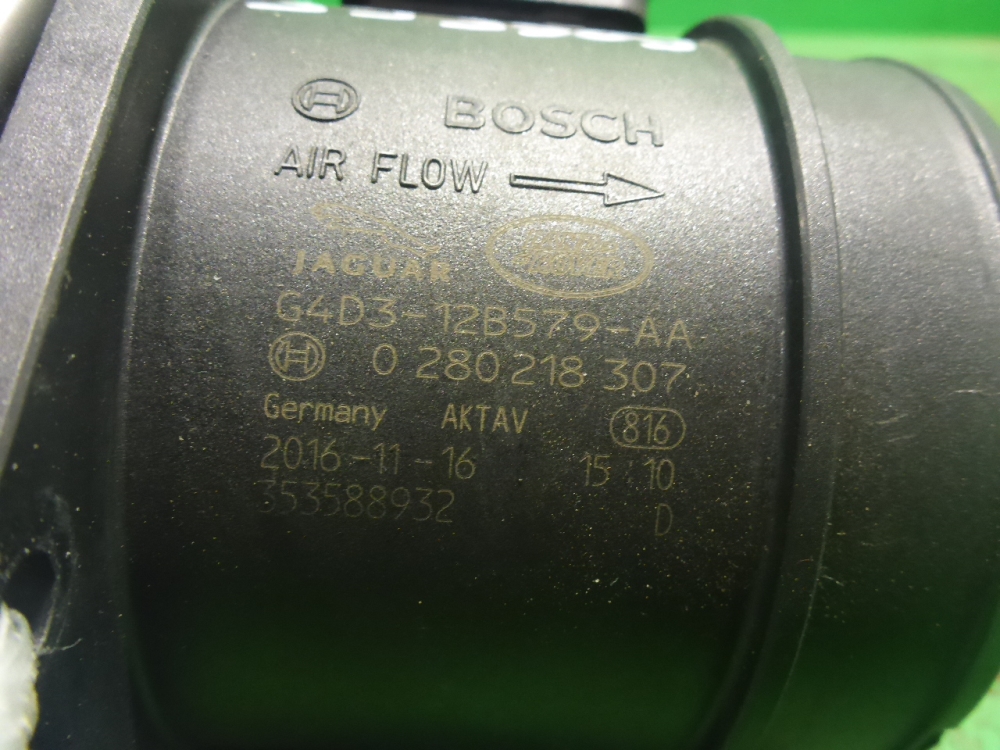 BOSCH
AIR FLOW
JAGUAR
G4D3-12B579-AA
0 280 218 307
Germany AKTAV 816
2016-11-16 15:10
353588932 D